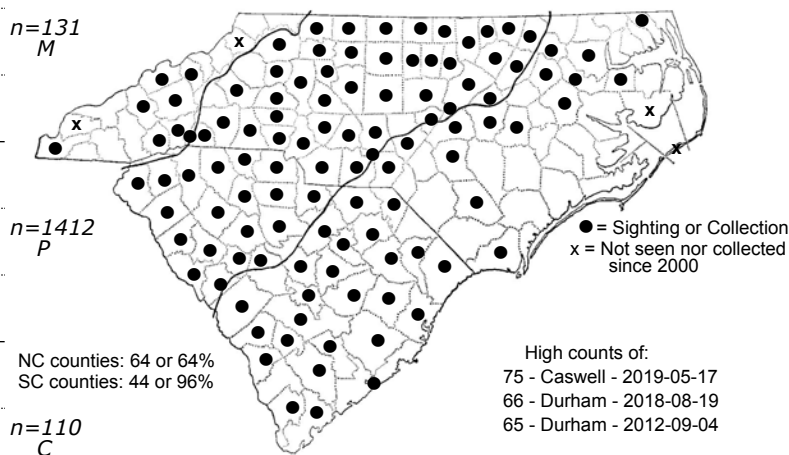 n=131
M
n=1412
P
n=110
C
x
x
x
x
● = Sighting or Collection
x = Not seen nor collected
since 2000
NC counties: 64 or 64%
SC counties: 44 or 96%
High counts of:
75 - Caswell - 2019-05-17
66 - Durham - 2018-08-19
65 - Durham - 2012-09-04